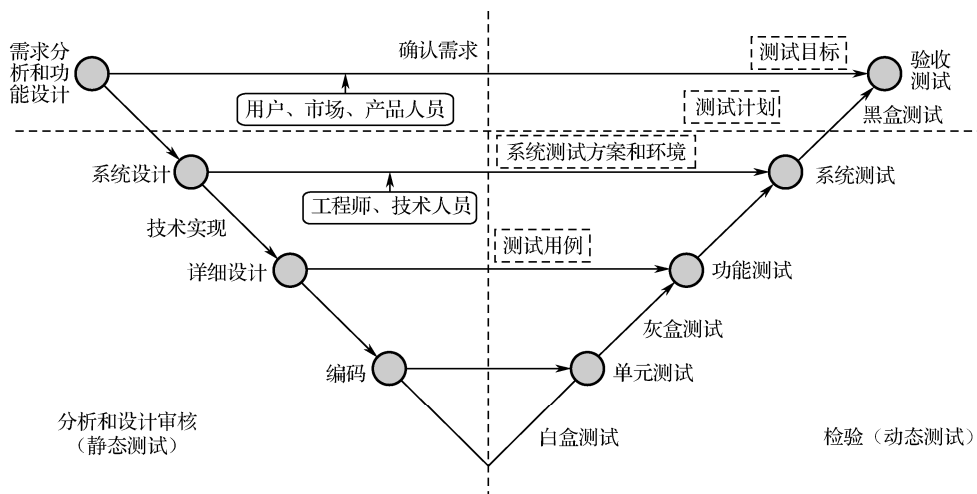 需求分
析和功
能设计
确认需求
测试目标
验收
测试
用户、市场、产品人员
测试计划
黑盒测试
系统设计
系统测试方案和环境
系统测试
工程师、技术人员
技术实现
测试用例
详细设计
功能测试
灰盒测试
编码
单元测试
分析和设计审核
（静态测试）
白盒测试
检验（动态测试）